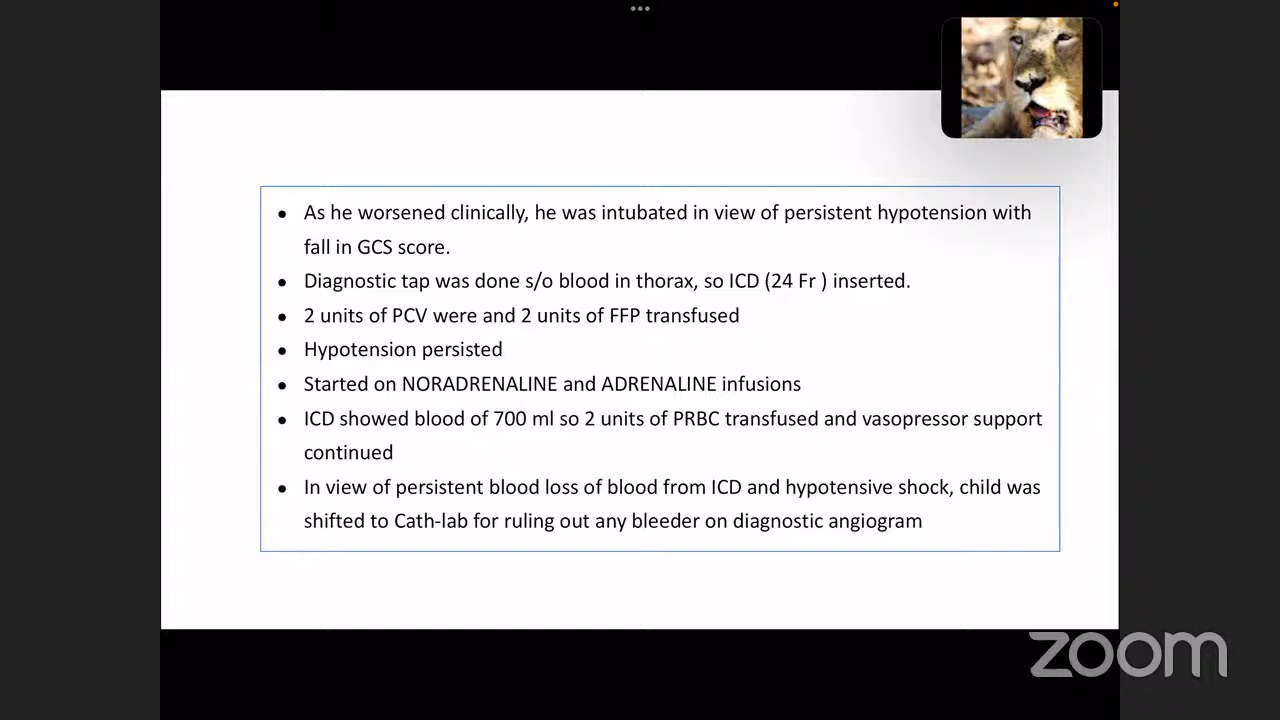 •••
• As he worsened clinically, he was intubated in view of persistent hypotension with
fall in GCS score.
• Diagnostic tap was done s/o blood in thorax, so ICD (24 Fr ) inserted.
• 2 units of PCV were and 2 units of FFP transfused
• Hypotension persisted
• Started on NORADRENALINE and ADRENALINE infusions
• ICD showed blood of 700 ml so 2 units of PRBC transfused and vasopressor support
continued
• In view of persistent blood loss of blood from ICD and hypotensive shock, child was
shifted to Cath-lab for ruling out any bleeder on diagnostic angiogram
zoom